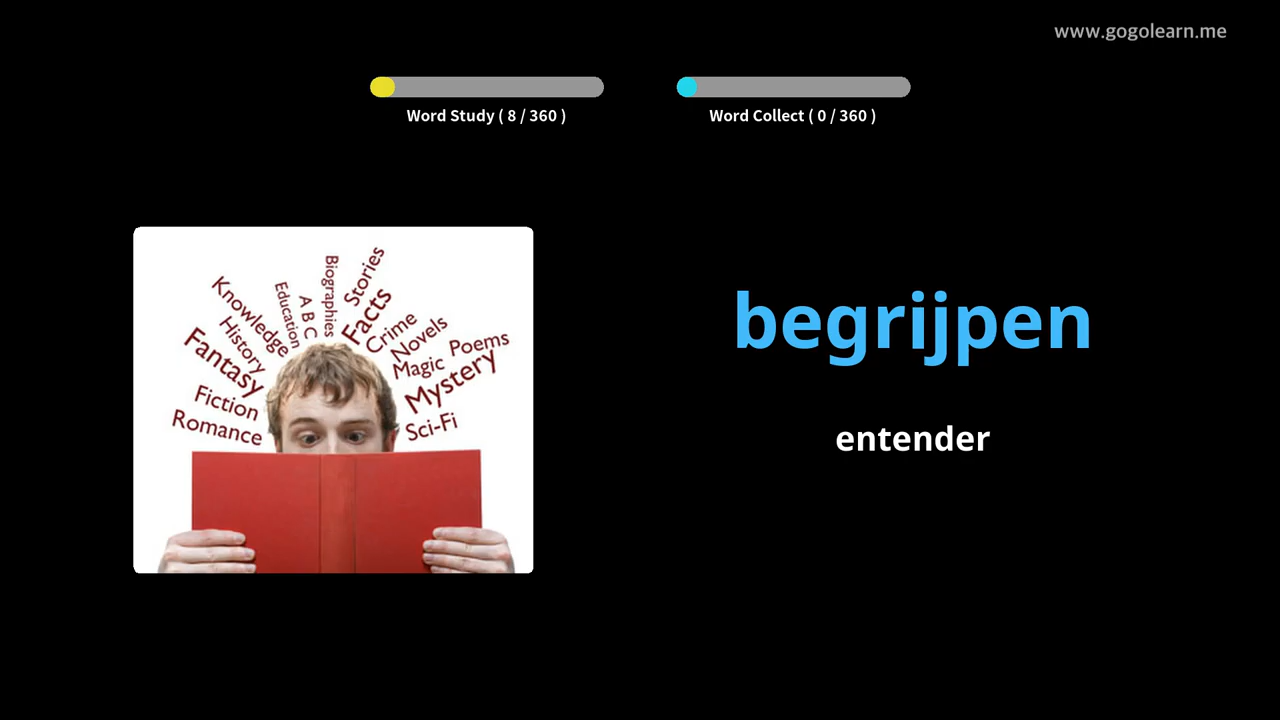 www.gogolearn.me
Word Study ( 8 / 360 )
Word Collect ( 0 / 360 )
Knowledge
History
Fantasy
Fiction
Romance
Education
A B C
Biographies
Stories
Facts
Crime
Novels
Magic
Poems
Mystery
Sci-Fi
begrijpen
entender